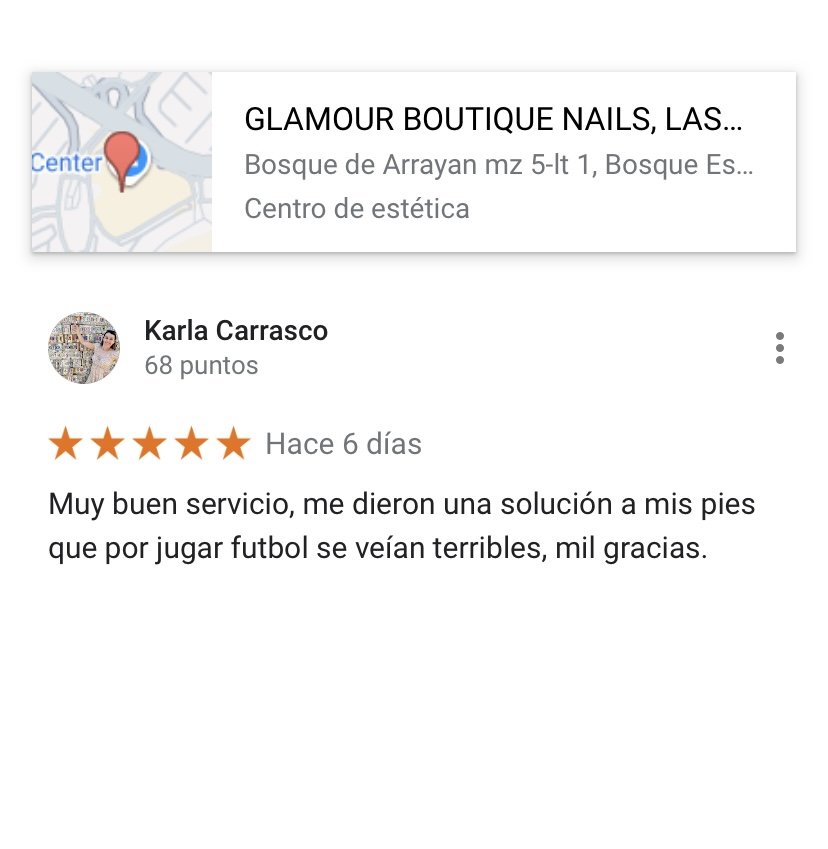 Center
GLAMOUR BOUTIQUE NAILS, LAS...
Bosque de Arrayan mz 5-lt 1, Bosque Es...
Centro de estética
Karla Carrasco
68 puntos
Hace 6 días
Muy buen servicio, me dieron una solución a mis pies
que por jugar futbol se veían terribles, mil gracias.